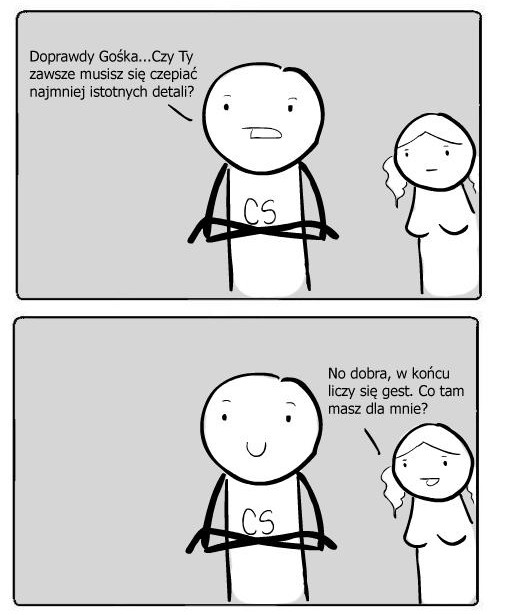 Doprawdy Gośka...Czy Ty
zawsze musisz się czepiać
najmniej istotnych detali?
CS
No dobra, w końcu
liczy się gest. Co tam
masz dla mnie?
CS